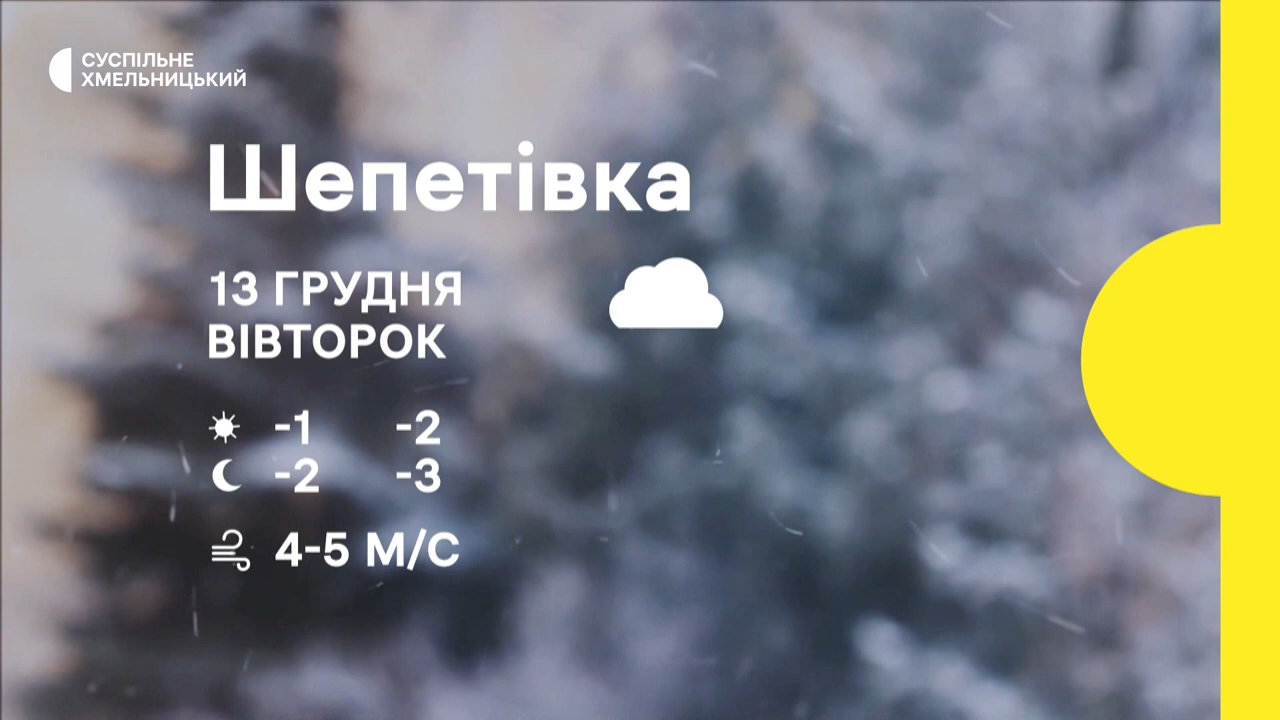 СУСПІЛЬНЕ
ХМЕЛЬНИЦЬКИЙ
Шепетівка
13 ГРУДНЯ
ВІВТОРОК
-1 -2
-2 -3
4-5 М/С